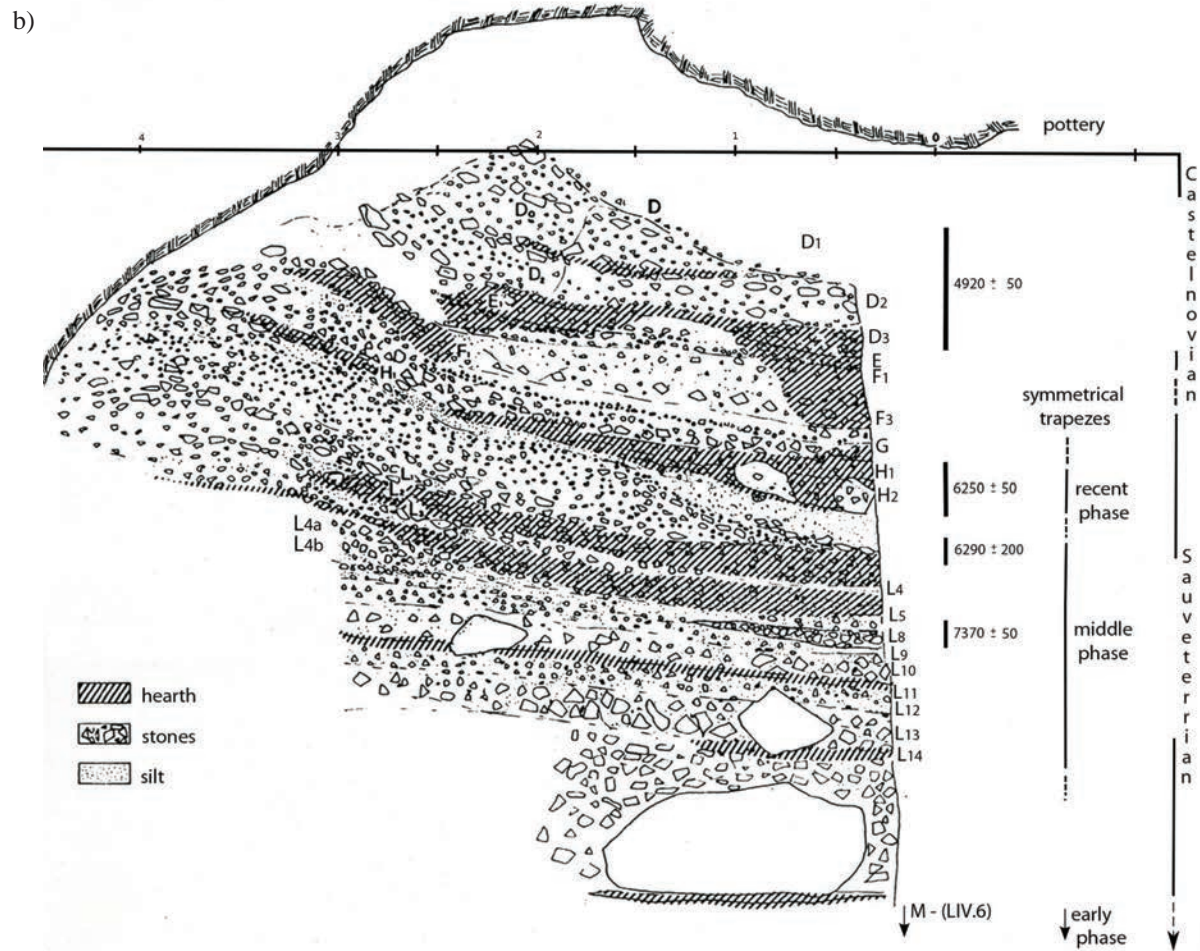 b)
4 3 2 1 0
pottery
Castelnovian
D0
D
D1
D2
4920 ± 50
E
D3
E
F1
F
H
symmetrical
trapezes
F3
G
H1
H2
6250 ± 50
recent
phase
L
L4a
L4b
6290 ± 200
Sauveterrian
L4
L5
L8
7370 ± 50
middle
phase
L9
L10
L11
L12
L13
L14
hearth
stones
silt
M - (LIV.6)
early
phase